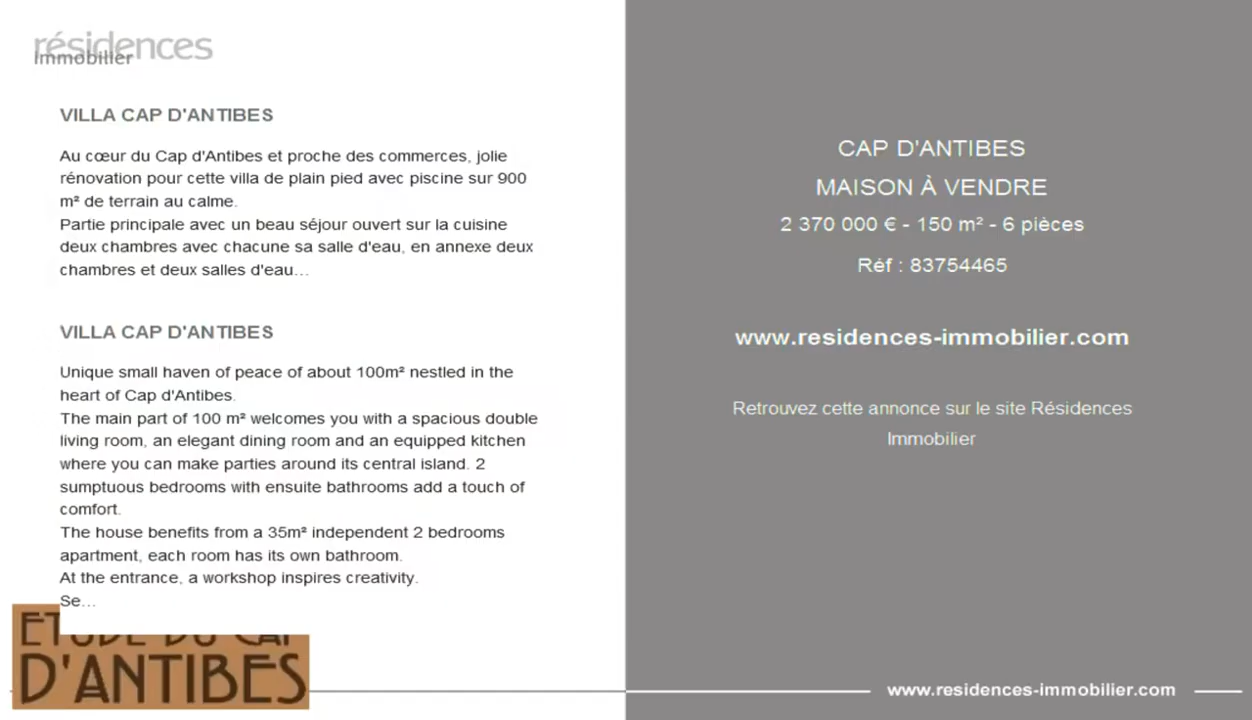 résidences
Immobilier
VILLA CAP D'ANTIBES
Au cœur du Cap d'Antibes et proche des commerces, jolie
rénovation pour cette villa de plain pied avec piscine sur 900
m² de terrain au calme.
Partie principale avec un beau séjour ouvert sur la cuisine
deux chambres avec chacune sa salle d'eau, en annexe deux
chambres et deux salles d'eau...
VILLA CAP D'ANTIBES
Unique small haven of peace of about 100m² nestled in the
heart of Cap d'Antibes.
The main part of 100 m² welcomes you with a spacious double
living room, an elegant dining room and an equipped kitchen
where you can make parties around its central island. 2
sumptuous bedrooms with ensuite bathrooms add a touch of
comfort.
The house benefits from a 35m² independent 2 bedrooms
apartment, each room has its own bathroom.
At the entrance, a workshop inspires creativity.
Se...
ETUDE DU CAP
D'ANTIBES
CAP D'ANTIBES
MAISON À VENDRE
2 370 000 € - 150 m² - 6 pièces
Réf : 83754465
www.residences-immobilier.com
Retrouvez cette annonce sur le site Résidences
Immobilier
www.residences-immobilier.com